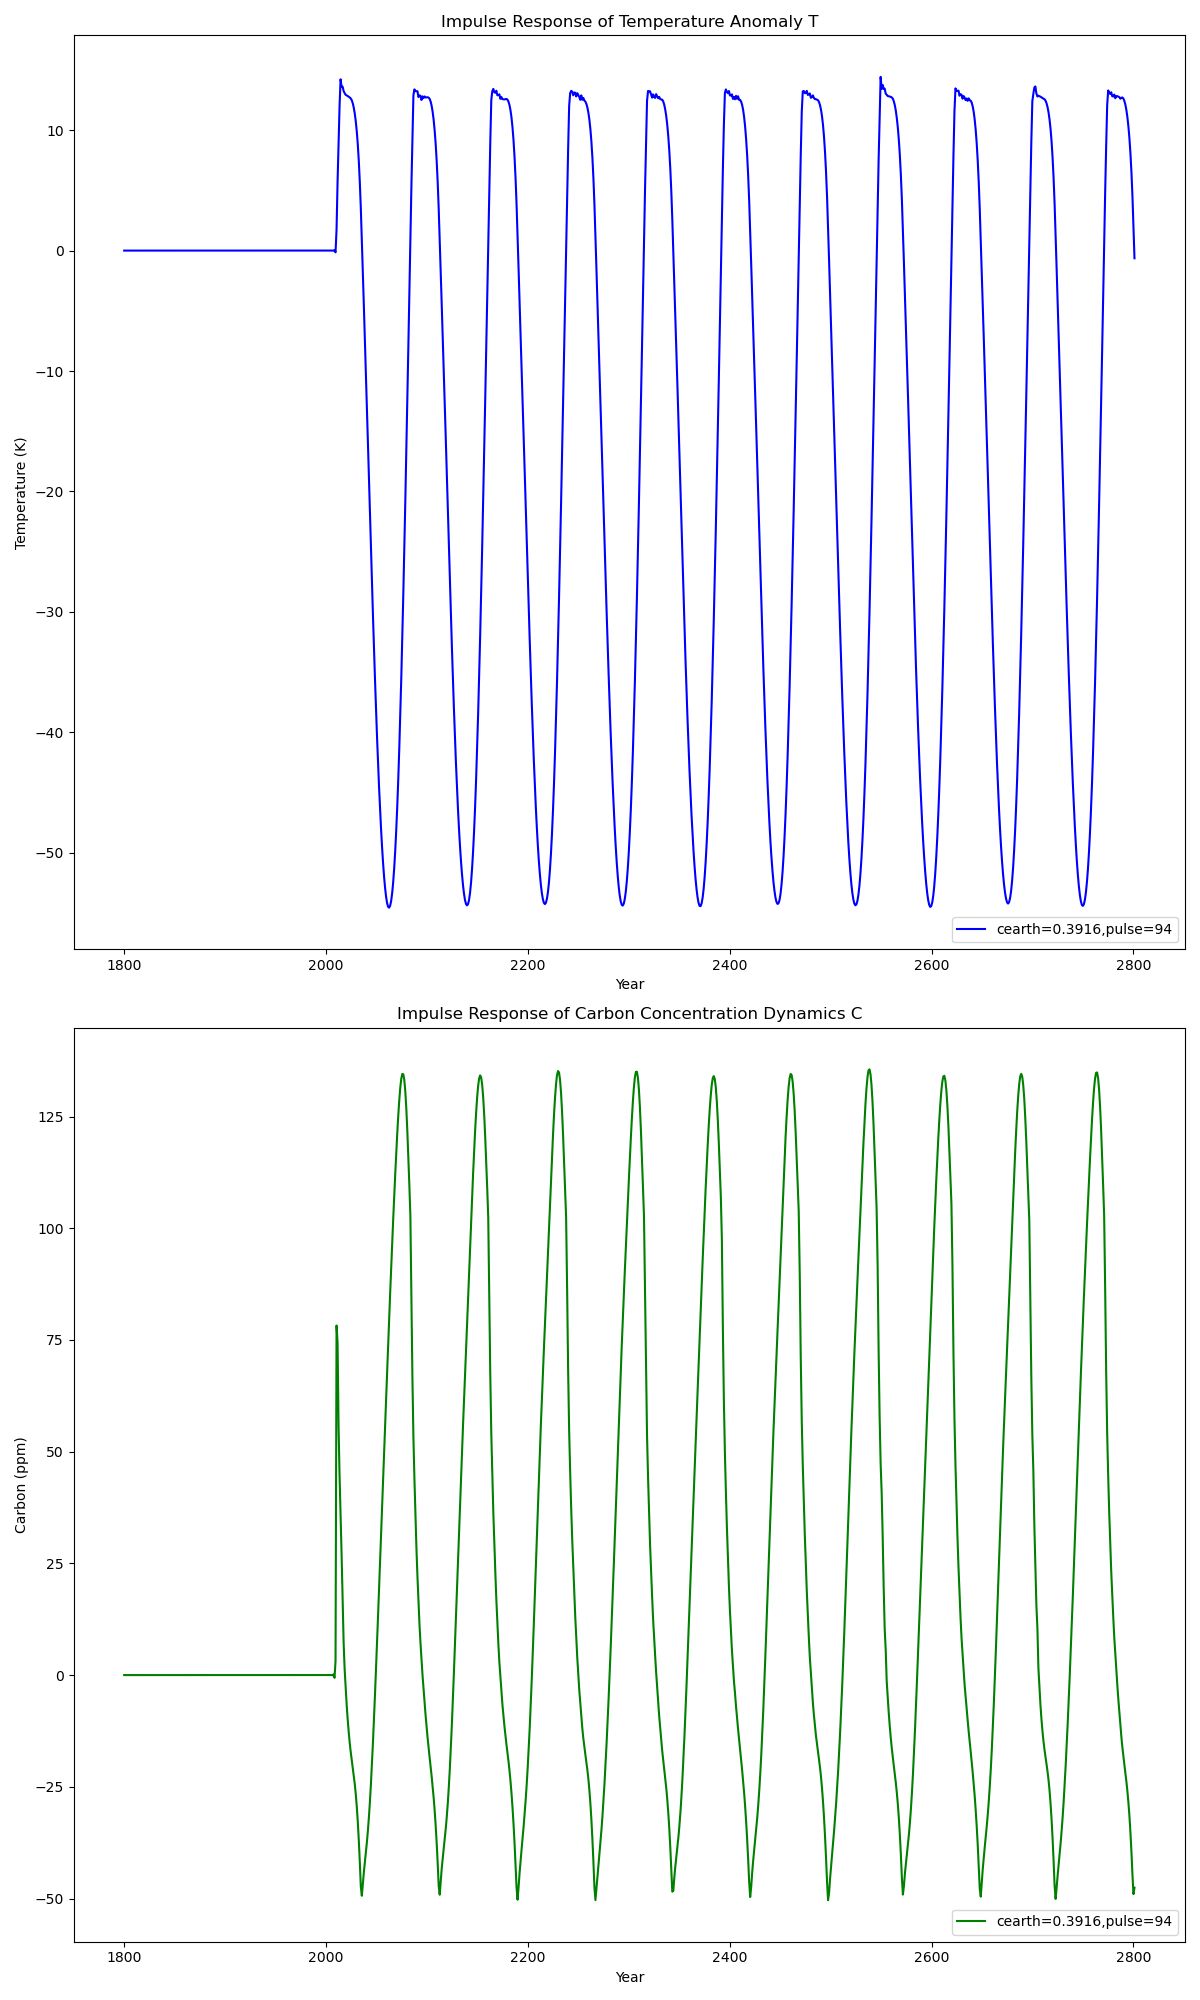 Impulse Response of Temperature Anomaly T
10
0
−10
−20
−30
−40
−50
Temperature (K)
cearth=0.3916,pulse=94
1800 2000 2200 2400 2600 2800
Year
Impulse Response of Carbon Concentration Dynamics C
125
100
75
50
25
0
−25
−50
Carbon (ppm)
cearth=0.3916,pulse=94
1800 2000 2200 2400 2600 2800
Year